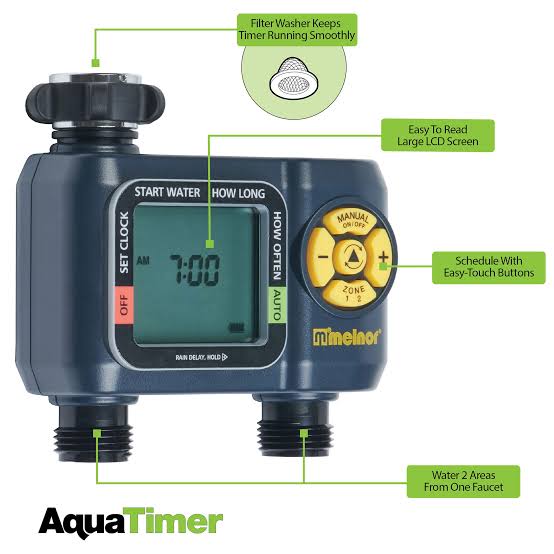 Filter Washer Keeps
Timer Running Smoothly
Easy To Read
Large LCD Screen
START WATER
HOW LONG
SET CLOCK
HOW OFTEN
OFF
AUTO
AM
7:00
RAIN DELAY, HOLD
MANUAL
ON/OFF
−
+
ZONE
1 2
melnor®
Schedule With
Easy-Touch Buttons
Water 2 Areas
From One Faucet
AquaTimer